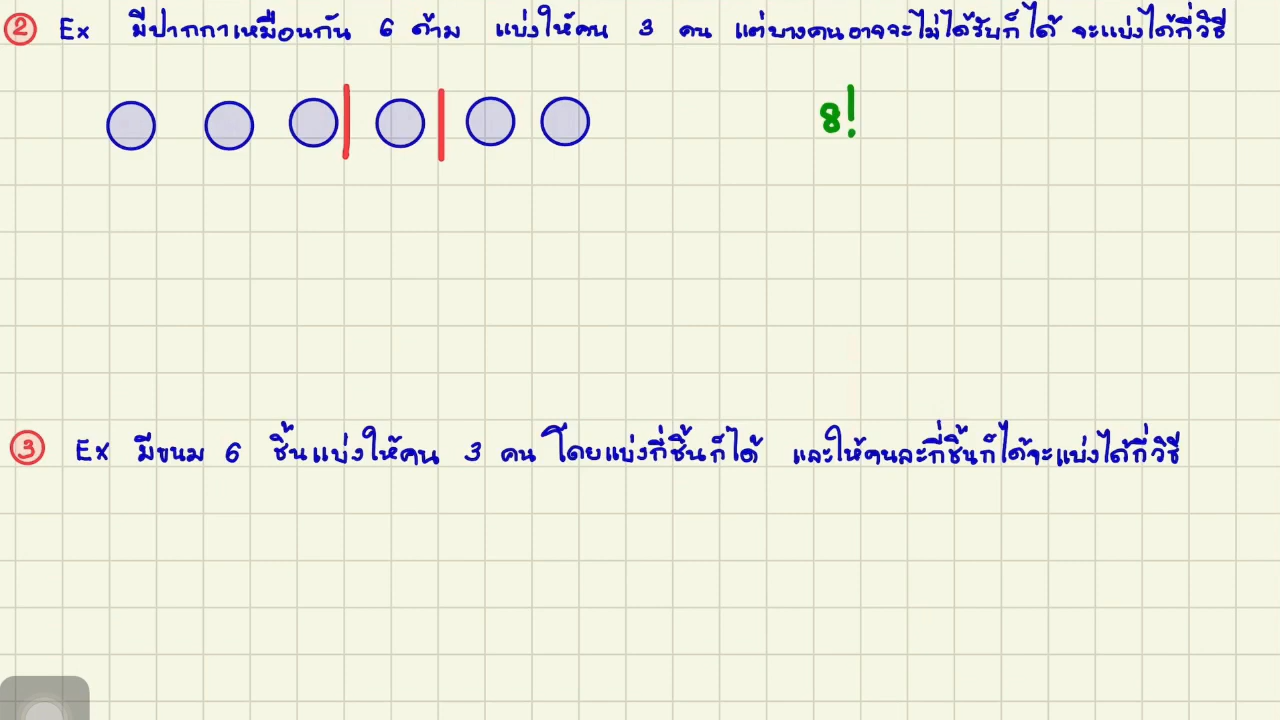 ② Ex มีปากกาเหมือนกัน 6 ด้าม แบ่งให้คน 3 คน แต่บางคนอาจจะไม่ได้รับก็ได้ จะแบ่งได้กี่วิธี
8!
③ Ex มีขนม 6 ชิ้นแบ่งให้คน 3 คน โดยแบ่งกี่ชิ้นก็ได้ และให้คนละกี่ชิ้นก็ได้จะแบ่งได้กี่วิธี